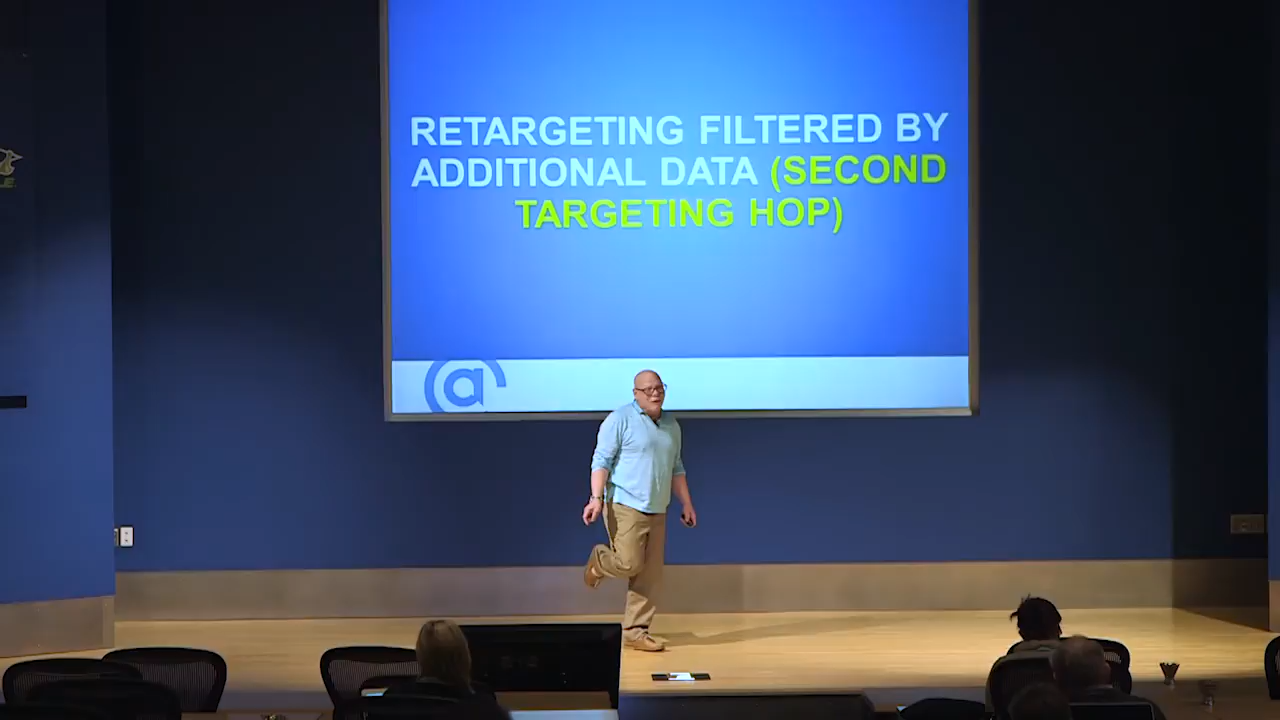 RETARGETING FILTERED BY
ADDITIONAL DATA (SECOND
TARGETING HOP)
@